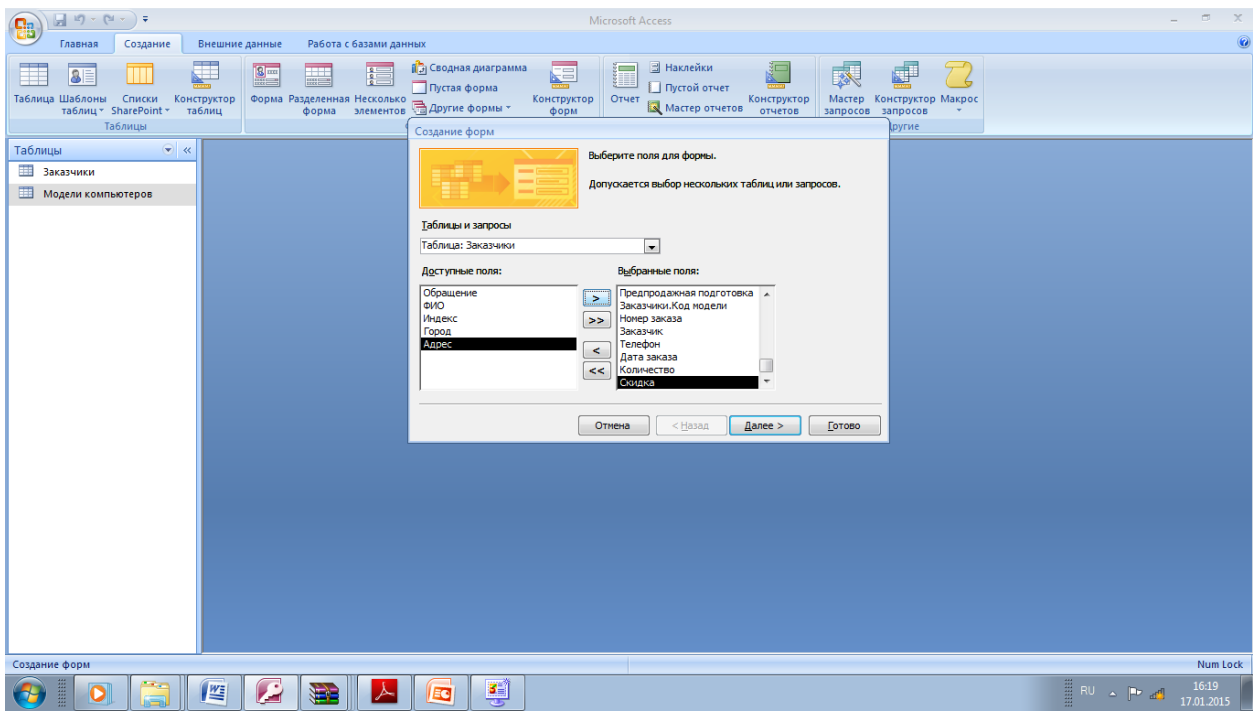 Microsoft Access
Главная Создание Внешние данные Работа с базами данных
Таблица
Шаблоны таблиц
Списки SharePoint
Конструктор таблиц
Таблицы
Форма
Разделенная форма
Несколько элементов
Сводная диаграмма
Пустая форма
Другие формы
Конструктор форм
Отчет
Наклейки
Пустой отчет
Мастер отчетов
Конструктор отчетов
Мастер запросов
Конструктор запросов
Макрос
Другие
Таблицы
Заказчики
Модели компьютеров
Создание форм
Выберите поля для формы.
Допускается выбор нескольких таблиц или запросов.
Таблицы и запросы
Таблица: Заказчики
Доступные поля:
Обращение
ФИО
Индекс
Город
Адрес
>
>>
<
<<
Выбранные поля:
Предпродажная подготовка
Заказчики.Код модели
Номер заказа
Заказчик
Телефон
Дата заказа
Количество
Скидка
Отмена < Назад Далее > Готово
Создание форм Num Lock
RU 16:19
17.01.2015